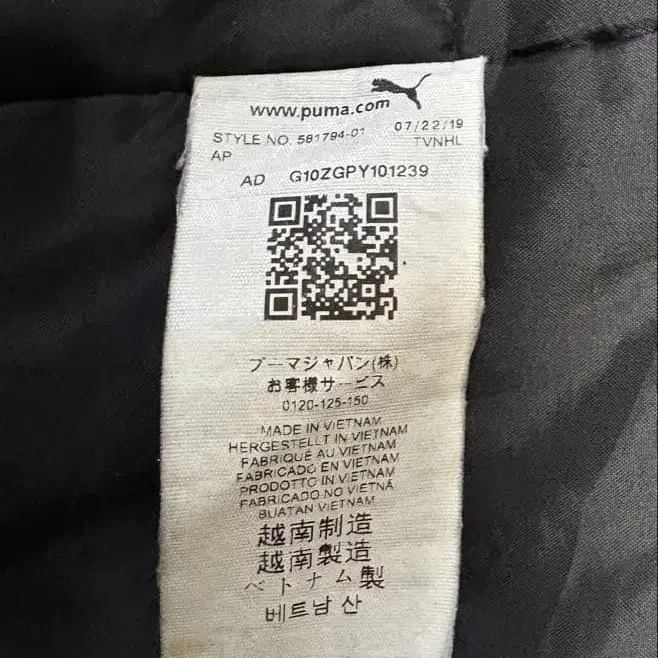 www.puma.com
STYLE NO. 581794-01 07/22/19
AP TVNHL
AD G10ZGPY101239
プーマジャパン(株)
お客様サービス
0120-125-150
MADE IN VIETNAM
HERGESTELLT IN VIETNAM
FABRIQUÉ AU VIETNAM
FABRICADO EN VIETNAM
PRODOTTO IN VIETNAM
FABRICADO NO VIETNÃ
BUATAN VIETNAM
越南制造
越南製造
ベトナム製
베트남 산